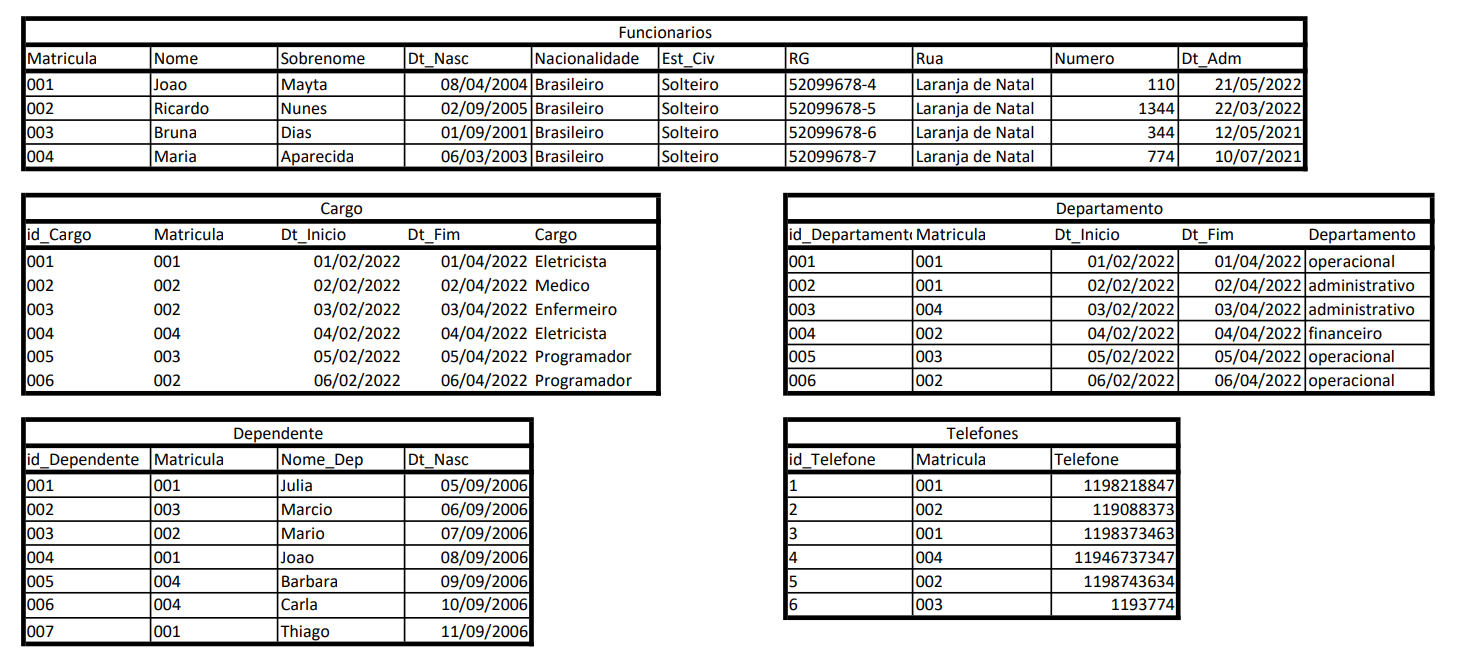 Funcionarios
Matricula Nome Sobrenome Dt_Nasc Nacionalidade Est_Civ RG Rua Numero Dt_Adm
001 Joao Mayta 08/04/2004 Brasileiro Solteiro 52099678-4 Laranja de Natal 110 21/05/2022
002 Ricardo Nunes 02/09/2005 Brasileiro Solteiro 52099678-5 Laranja de Natal 1344 22/03/2022
003 Bruna Dias 01/09/2001 Brasileiro Solteiro 52099678-6 Laranja de Natal 344 12/05/2021
004 Maria Aparecida 06/03/2003 Brasileiro Solteiro 52099678-7 Laranja de Natal 774 10/07/2021
Cargo
id_Cargo Matricula Dt_Inicio Dt_Fim Cargo
001 001 01/02/2022 01/04/2022 Eletricista
002 002 02/02/2022 02/04/2022 Medico
003 002 03/02/2022 03/04/2022 Enfermeiro
004 004 04/02/2022 04/04/2022 Eletricista
005 003 05/02/2022 05/04/2022 Programador
006 002 06/02/2022 06/04/2022 Programador
Departamento
id_Departament Matricula Dt_Inicio Dt_Fim Departamento
001 001 01/02/2022 01/04/2022 operacional
002 001 02/02/2022 02/04/2022 administrativo
003 004 03/02/2022 03/04/2022 administrativo
004 002 04/02/2022 04/04/2022 financeiro
005 003 05/02/2022 05/04/2022 operacional
006 002 06/02/2022 06/04/2022 operacional
Dependente
id_Dependente Matricula Nome_Dep Dt_Nasc
001 001 Julia 05/09/2006
002 003 Marcio 06/09/2006
003 002 Mario 07/09/2006
004 001 Joao 08/09/2006
005 004 Barbara 09/09/2006
006 004 Carla 10/09/2006
007 001 Thiago 11/09/2006
Telefones
id_Telefone Matricula Telefone
1 001 1198218847
2 002 119088373
3 001 1198373463
4 004 11946737347
5 002 1198743634
6 003 1193774